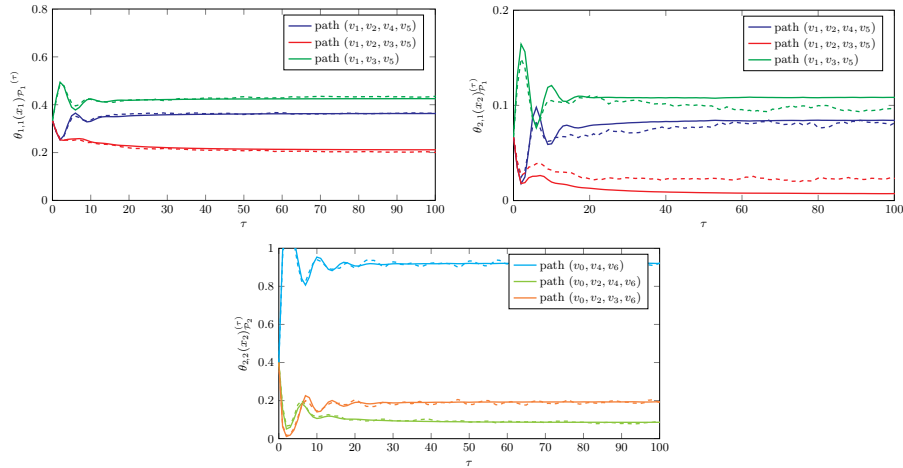 0.8
0.6
0.4
0.2
0
θ₁,₁(x₁)_𝒫₁^(τ)
path (v₁, v₂, v₄, v₅)
path (v₁, v₂, v₃, v₅)
path (v₁, v₃, v₅)
0 10 20 30 40 50 60 70 80 90 100
τ
0.2
0.1
0
θ₂,₁(x₂)_𝒫₁^(τ)
path (v₁, v₂, v₄, v₅)
path (v₁, v₂, v₃, v₅)
path (v₁, v₃, v₅)
0 20 40 60 80 100
τ
1
0.8
0.6
0.4
0.2
0
θ₂,₂(x₂)_𝒫₂^(τ)
path (v₀, v₄, v₆)
path (v₀, v₂, v₄, v₆)
path (v₀, v₂, v₃, v₆)
0 10 20 30 40 50 60 70 80 90 100
τ